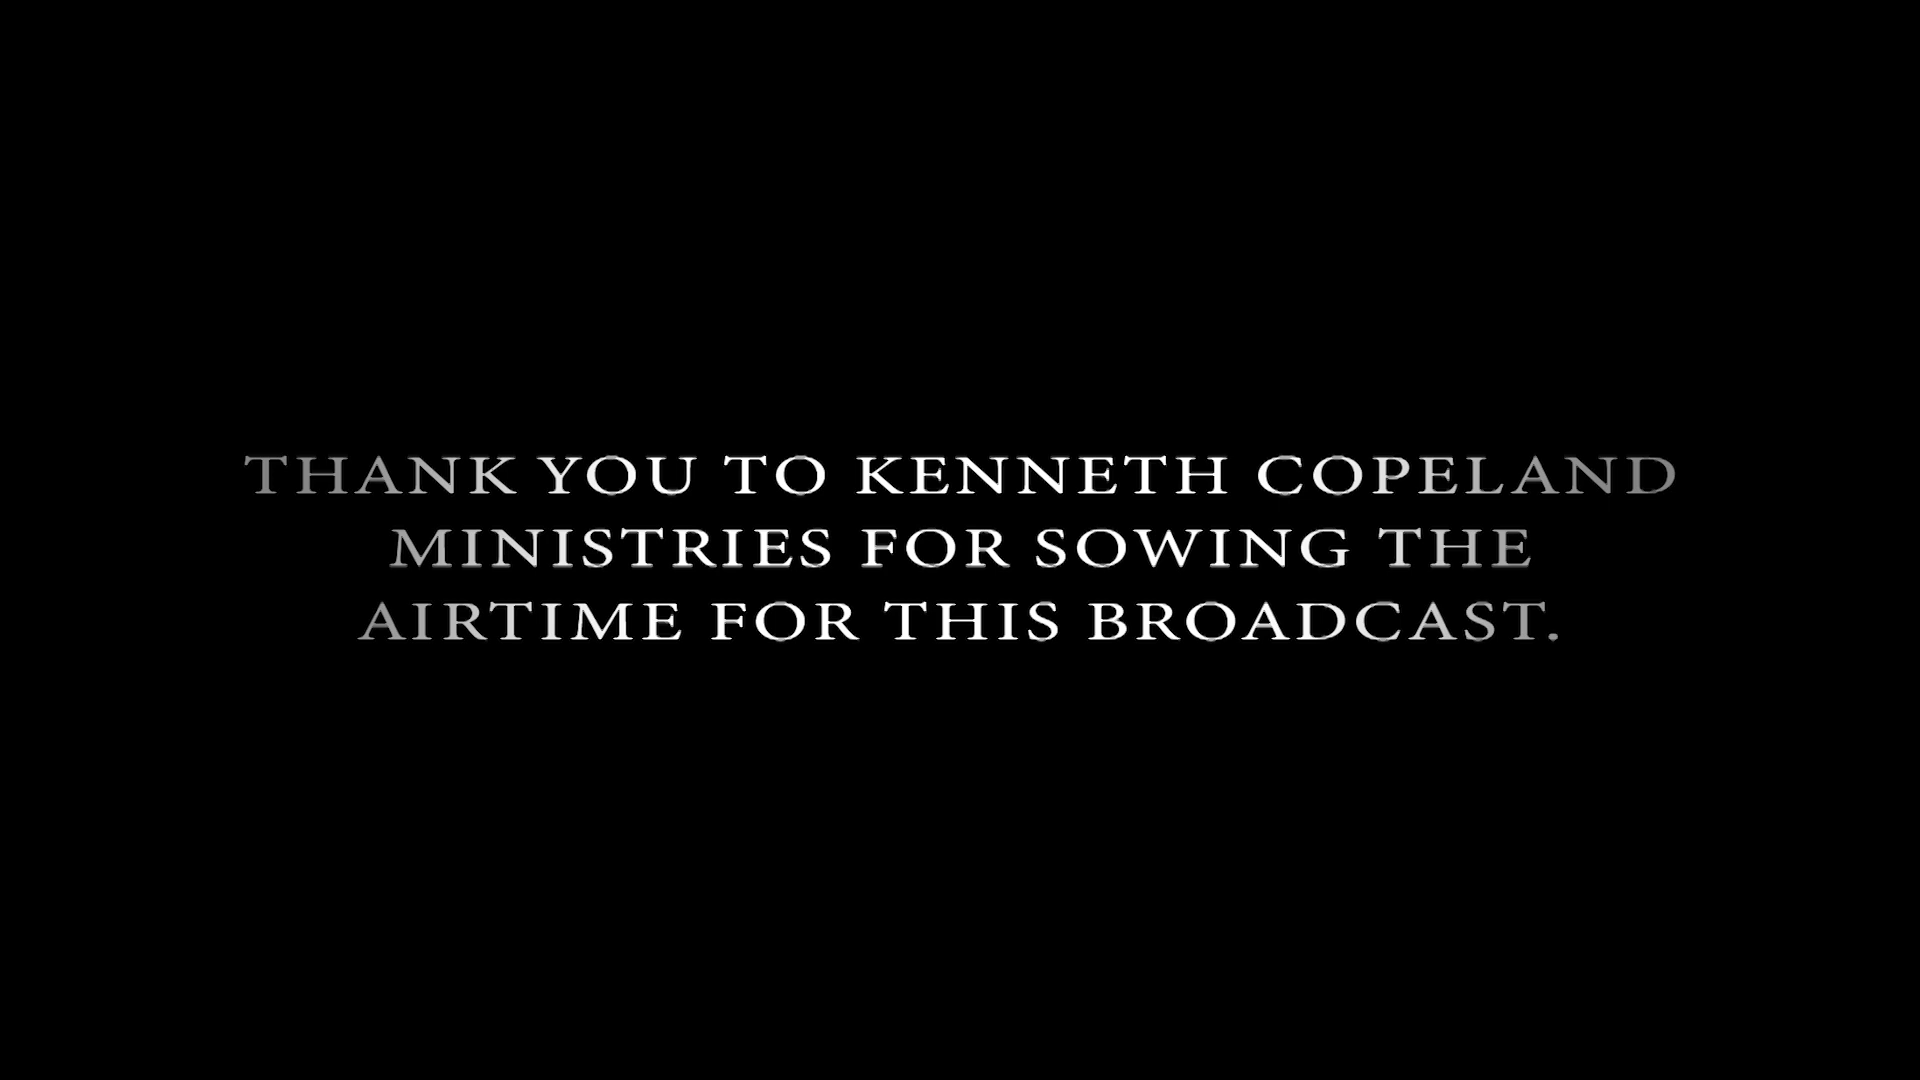 THANK YOU TO KENNETH COPELAND
MINISTRIES FOR SOWING THE
AIRTIME FOR THIS BROADCAST.